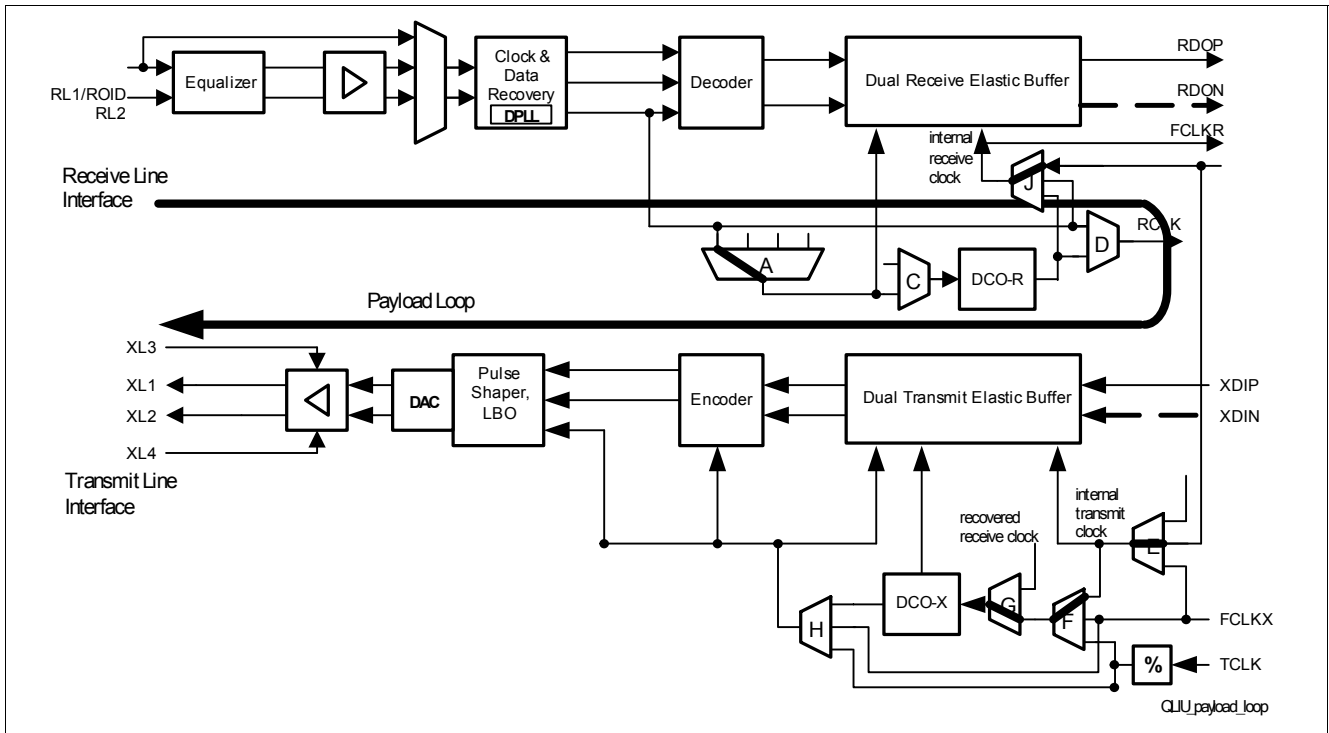 Equalizer
Clock &
Data
Recovery
DPLL
Decoder
Dual Receive Elastic Buffer
RDOP
RDON
FCLKR
RL1/ROID
RL2
internal
receive
clock
J
Receive Line
Interface
A
C
DCO-R
D
RCLK
Payload Loop
XL3
XL1
XL2
XL4
DAC
Pulse
Shaper,
LBO
Encoder
Dual Transmit Elastic Buffer
XDIP
XDIN
Transmit Line
Interface
recovered
receive clock
internal
transmit
clock
E
H
DCO-X
G
F
FCLKX
%
TCLK
QLIU_payload_loop